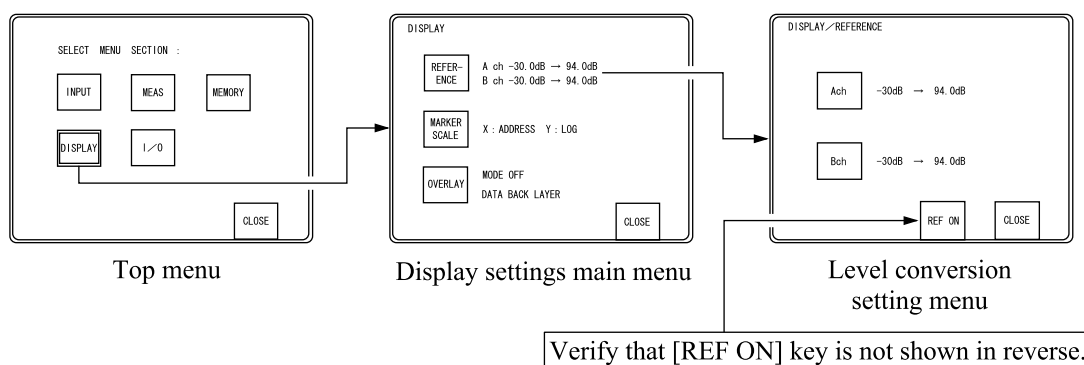 SELECT MENU SECTION :
INPUT
MEAS
MEMORY
DISPLAY
I／O
CLOSE
Top menu
DISPLAY
REFER-
ENCE
A ch -30.0dB → 94.0dB
B ch -30.0dB → 94.0dB
MARKER
SCALE
X : ADDRESS Y : LOG
OVERLAY
MODE OFF
DATA BACK LAYER
CLOSE
Display settings main menu
DISPLAY／REFERENCE
Ach -30dB → 94.0dB
Bch -30dB → 94.0dB
REF ON
CLOSE
Level conversion
setting menu
Verify that [REF ON] key is not shown in reverse.